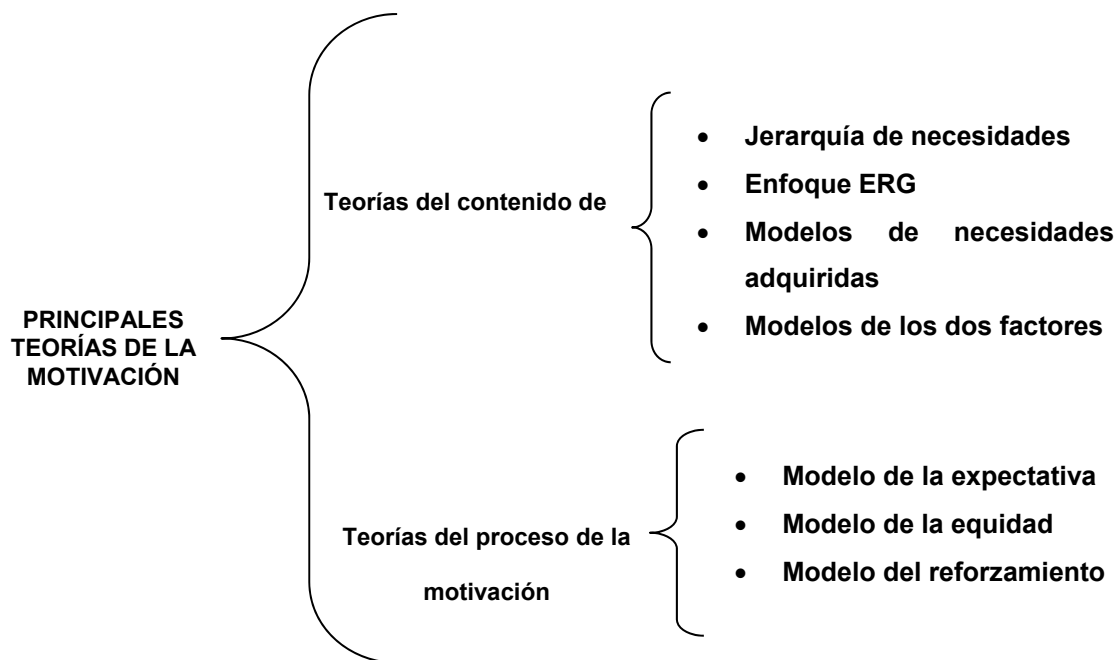 PRINCIPALES
TEORÍAS DE LA
MOTIVACIÓN
Teorías del contenido de
• Jerarquía de necesidades
• Enfoque ERG
• Modelos de necesidades
adquiridas
• Modelos de los dos factores
Teorías del proceso de la
motivación
• Modelo de la expectativa
• Modelo de la equidad
• Modelo del reforzamiento